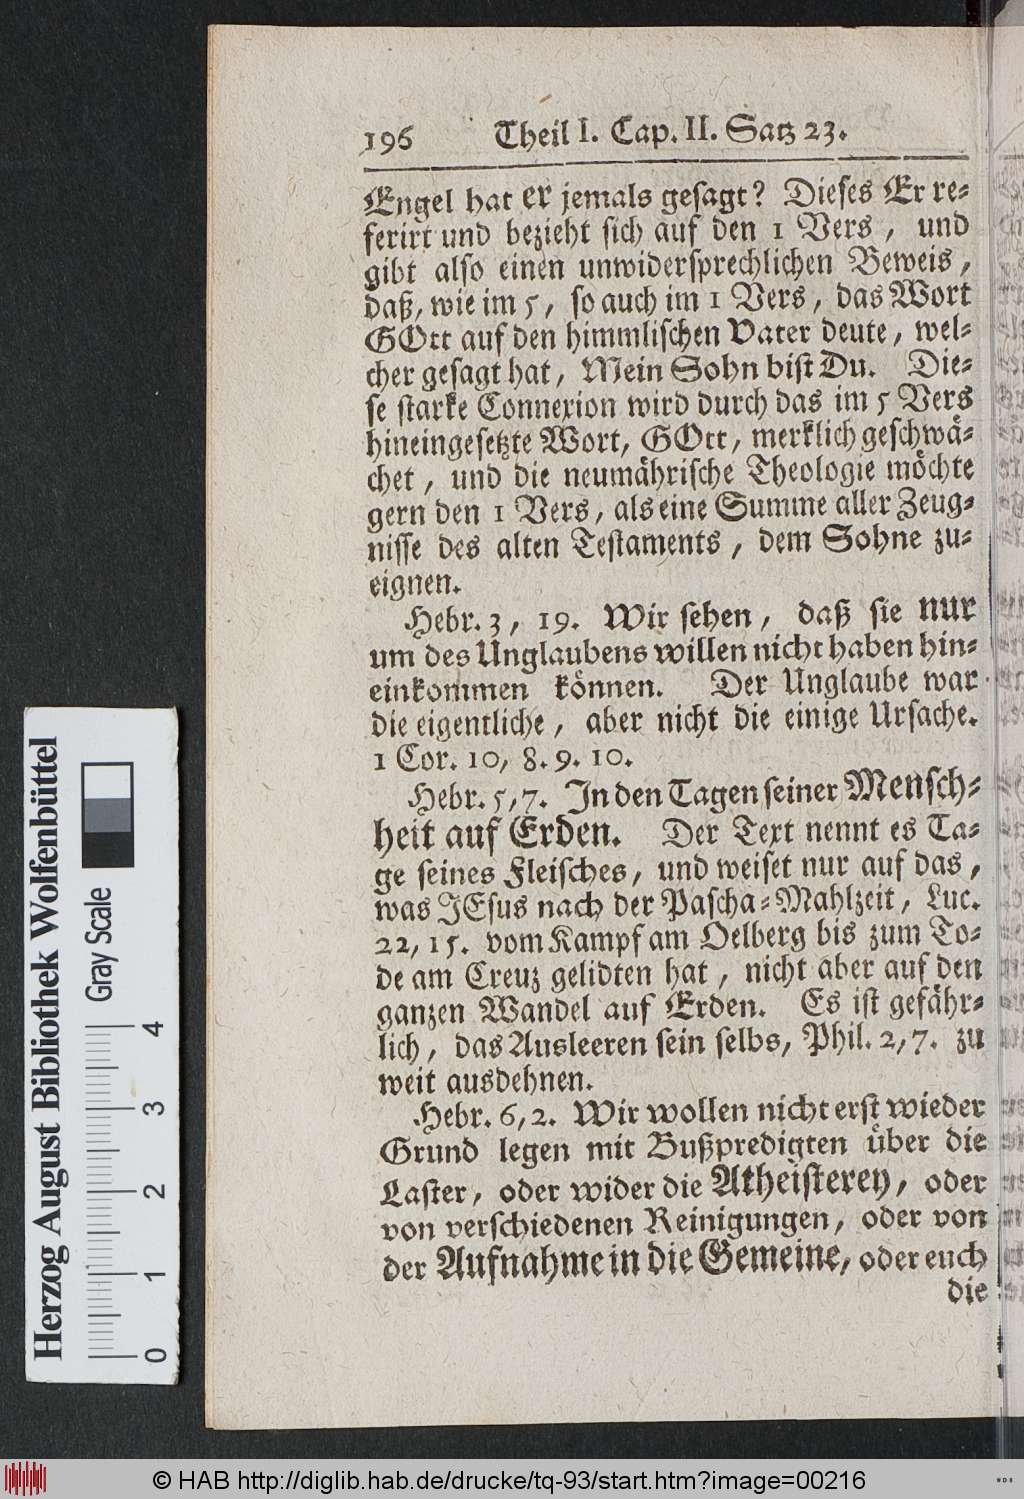 196 Theil I. Cap. II. Satz 23.
Engel hat er jemals gesagt? Dieses Er re-
ferirt und bezieht sich auf den 1 Vers, und
gibt also einen unwidersprechlichen Beweis,
daß, wie im 5, so auch im 1 Vers, das Wort
GOtt auf den himmlischen Vater deute, wel-
cher gesagt hat, Mein Sohn bist Du. Die-
se starke Connexion wird durch das im 5 Vers
hineingesetzte Wort, GOtt, merklich geschwä-
chet, und die neumährische Theologie möchte
gern den 1 Vers, als eine Summe aller Zeug-
nisse des alten Testaments, dem Sohne zu-
eignen.
Hebr. 3, 19. Wir sehen, daß sie nur
um des Unglaubens willen nicht haben hin-
einkommen können. Der Unglaube war
die eigentliche, aber nicht die einige Ursache.
1 Cor. 10, 8. 9. 10.
Hebr. 5, 7. In den Tagen seiner Mensch-
heit auf Erden. Der Text nennt es Ta-
ge seines Fleisches, und weiset nur auf das,
was JEsus nach der Pascha-Mahlzeit, Luc.
22, 15. vom Kampf am Oelberg bis zum To-
de am Creuz gelidten hat, nicht aber auf den
ganzen Wandel auf Erden. Es ist gefähr-
lich, das Ausleeren sein selbs, Phil. 2, 7. zu
weit ausdehnen.
Hebr. 6, 2. Wir wollen nicht erst wieder
Grund legen mit Bußpredigten über die
Laster, oder wider die Atheisterey, oder
von verschiedenen Reinigungen, oder von
der Aufnahme in die Gemeine, oder euch
die
Herzog August Bibliothek Wolfenbüttel
Gray Scale
0 1 2 3 4
© HAB http://diglib.hab.de/drucke/tq-93/start.htm?image=00216